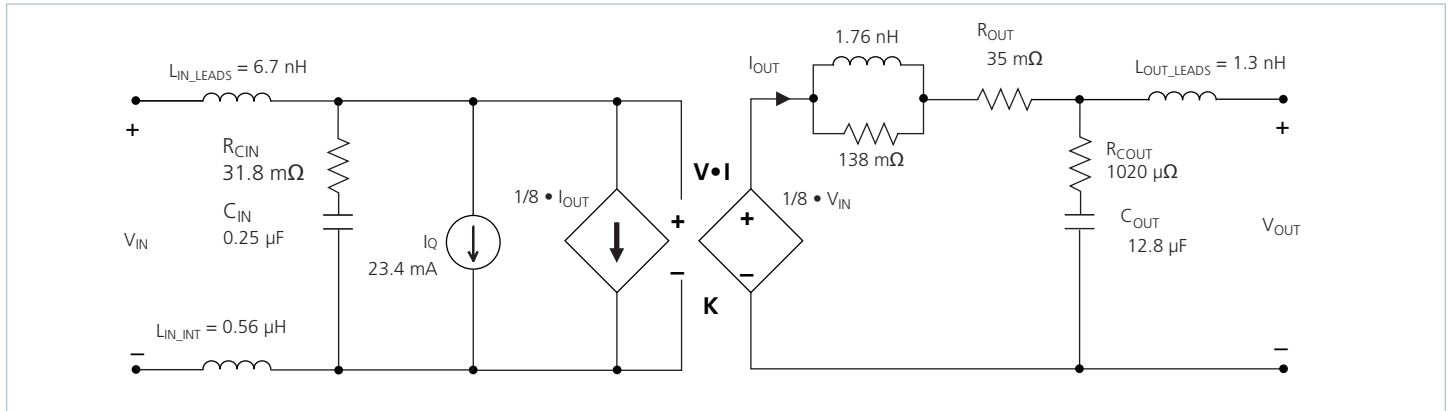 L_IN_LEADS = 6.7 nH
+
R_CIN
31.8 mΩ
C_IN
0.25 µF
V_IN
I_Q
23.4 mA
1/8 • I_OUT
L_IN_INT = 0.56 µH
–
+
–
V•I
K
+
–
1/8 • V_IN
I_OUT
1.76 nH
138 mΩ
R_OUT
35 mΩ
L_OUT_LEADS = 1.3 nH
+
R_COUT
1020 µΩ
C_OUT
12.8 µF
V_OUT
–